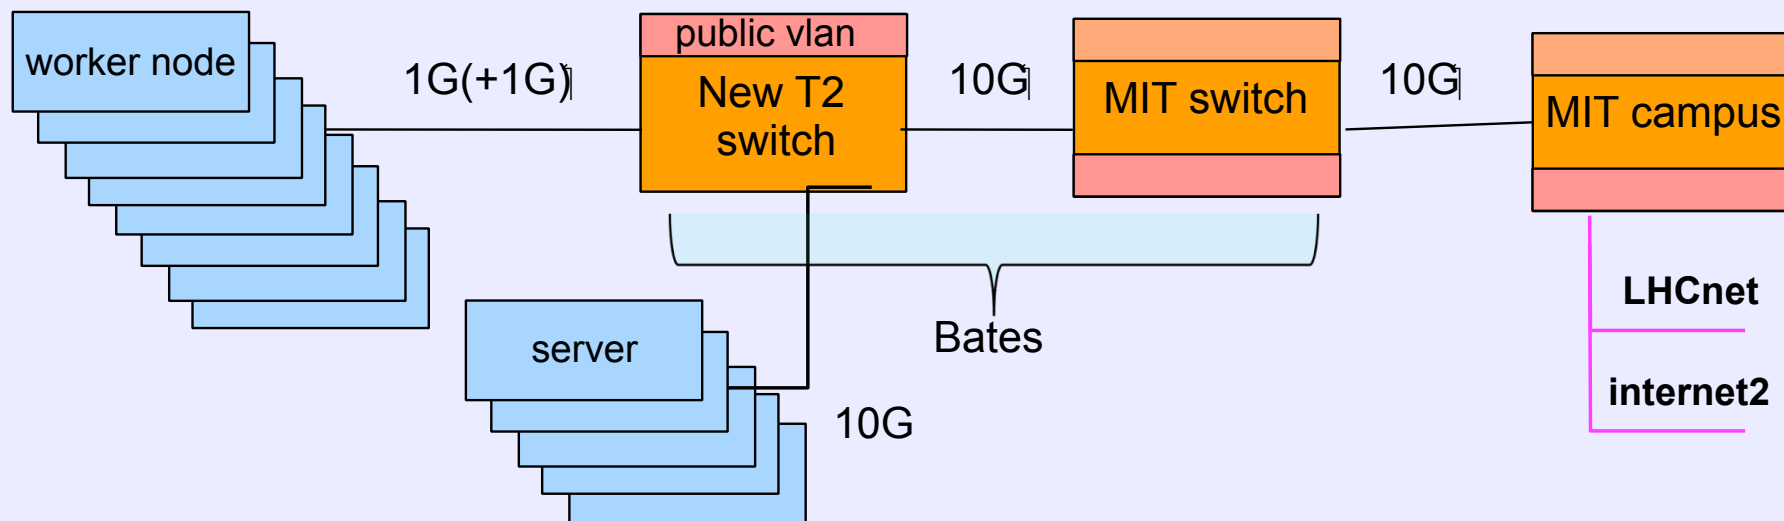 worker node
1G(+1G)
public vlan
New T2
switch
10G
MIT switch
10G
MIT campus
server
10G
Bates
LHCnet
internet2